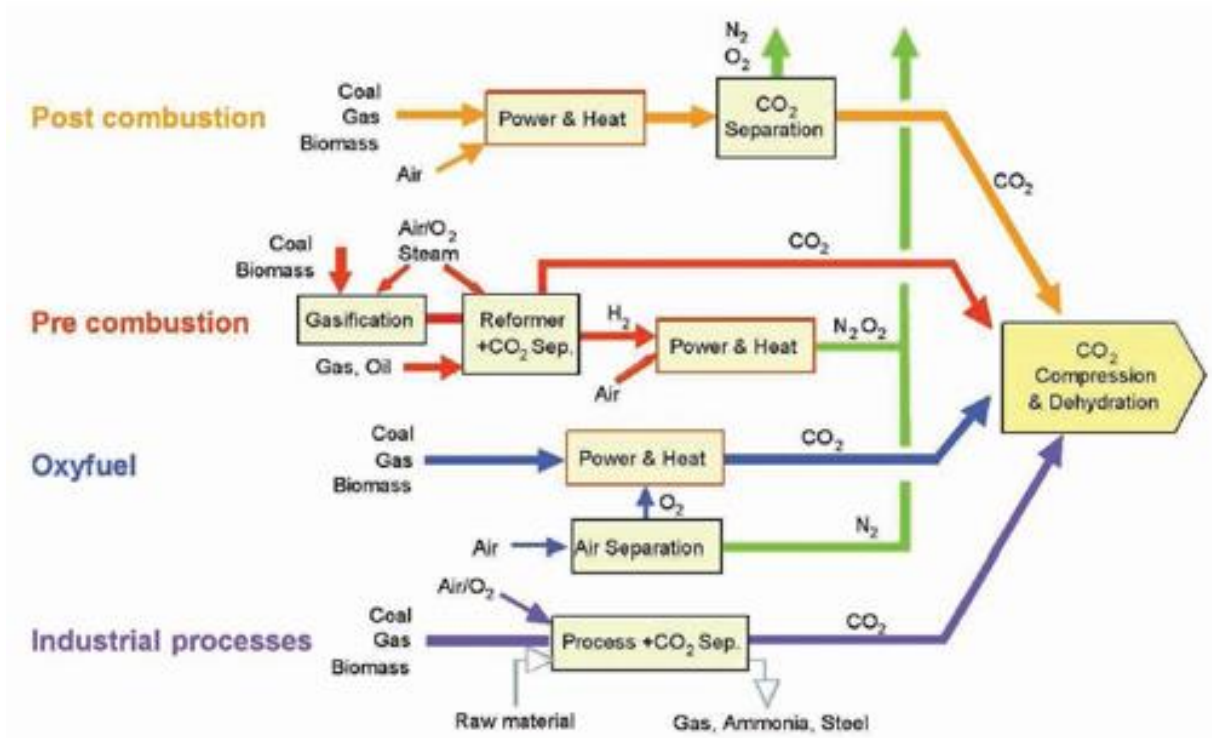 N₂
O₂
Post combustion
Coal
Gas
Biomass
Air
Power & Heat
CO₂
Separation
CO₂
Pre combustion
Coal
Biomass
Air/O₂
Steam
Gasification
Gas, Oil
Reformer
+CO₂ Sep.
CO₂
H₂
Air
Power & Heat
N₂O₂
CO₂
Compression
& Dehydration
Oxyfuel
Coal
Gas
Biomass
Power & Heat
CO₂
O₂
Air
Air Separation
N₂
Industrial processes
Air/O₂
Coal
Gas
Biomass
Process +CO₂ Sep.
CO₂
Raw material
Gas, Ammonia, Steel